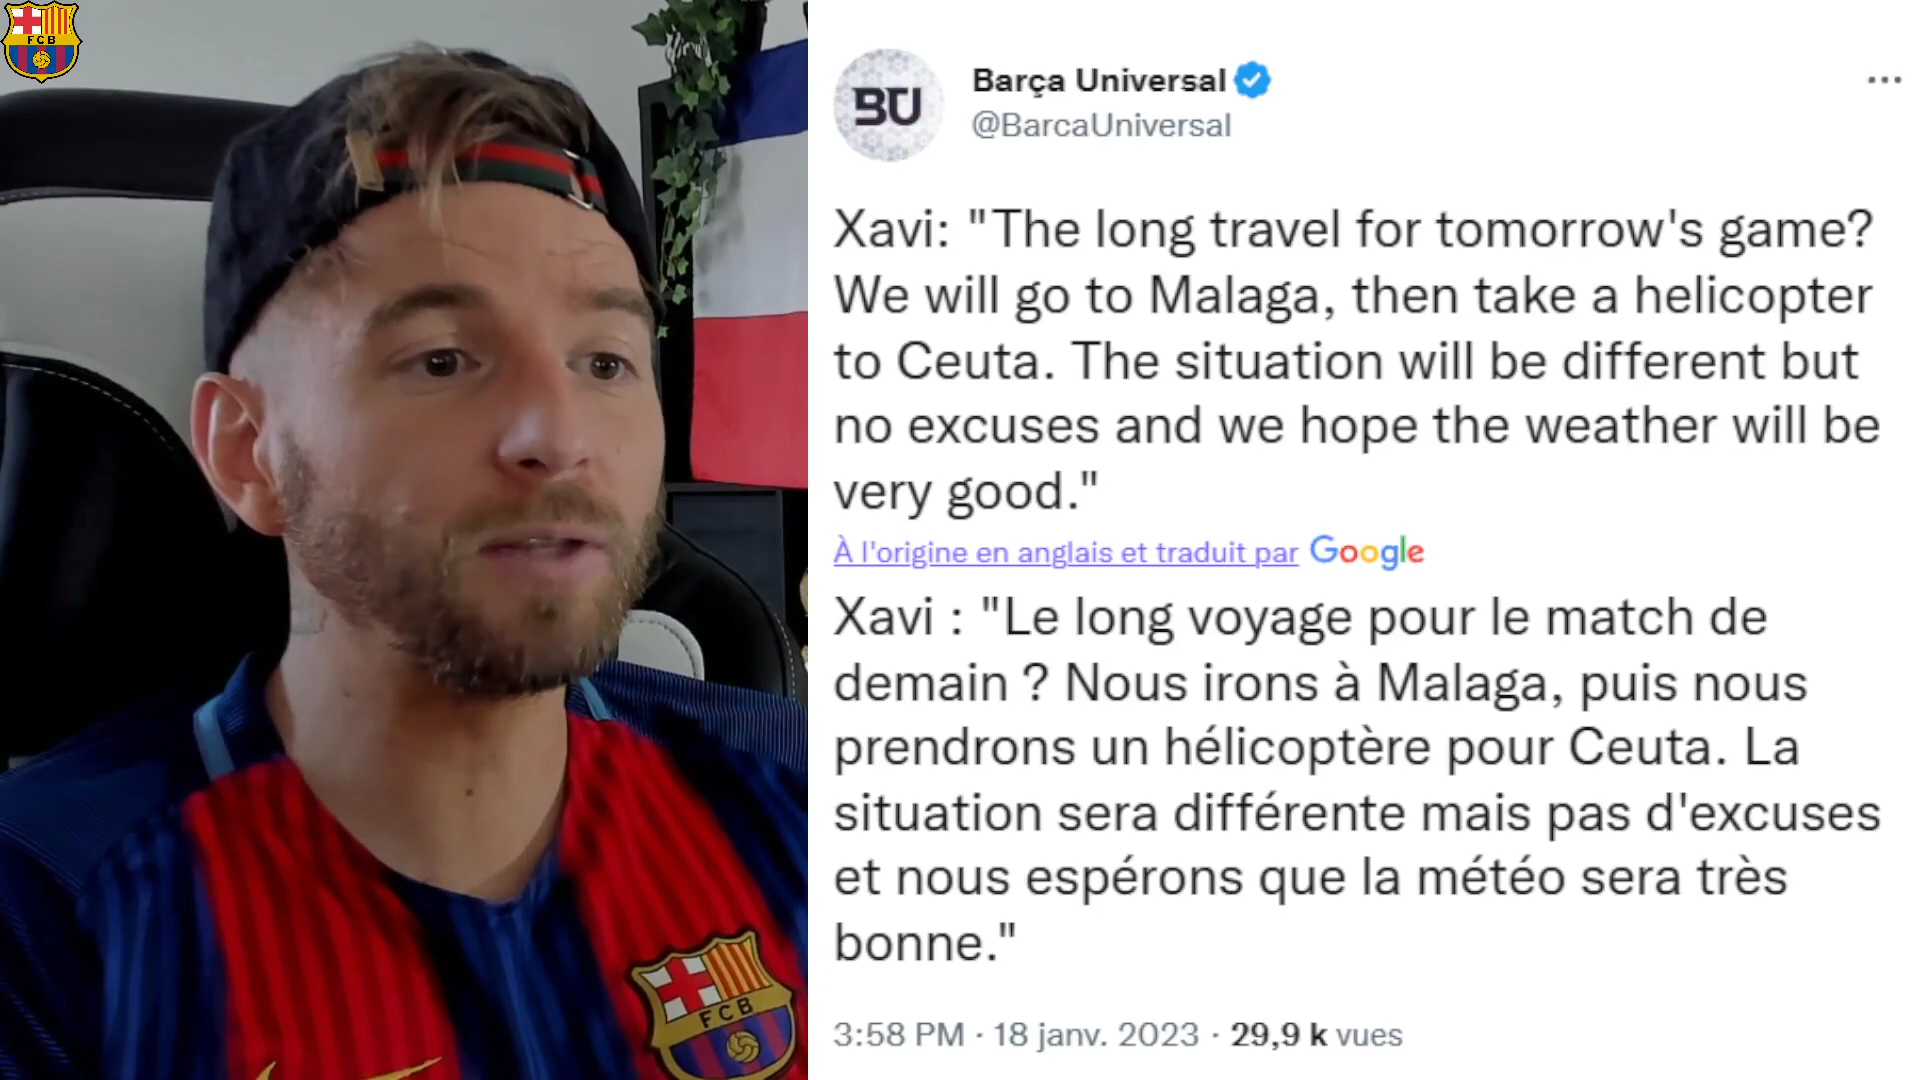 FCB
BU
Barça Universal
@BarcaUniversal
Xavi: "The long travel for tomorrow's game?
We will go to Malaga, then take a helicopter
to Ceuta. The situation will be different but
no excuses and we hope the weather will be
very good."
À l'origine en anglais et traduit par Google
Xavi : "Le long voyage pour le match de
demain ? Nous irons à Malaga, puis nous
prendrons un hélicoptère pour Ceuta. La
situation sera différente mais pas d'excuses
et nous espérons que la météo sera très
bonne."
3:58 PM · 18 janv. 2023 · 29,9 k vues
FCB